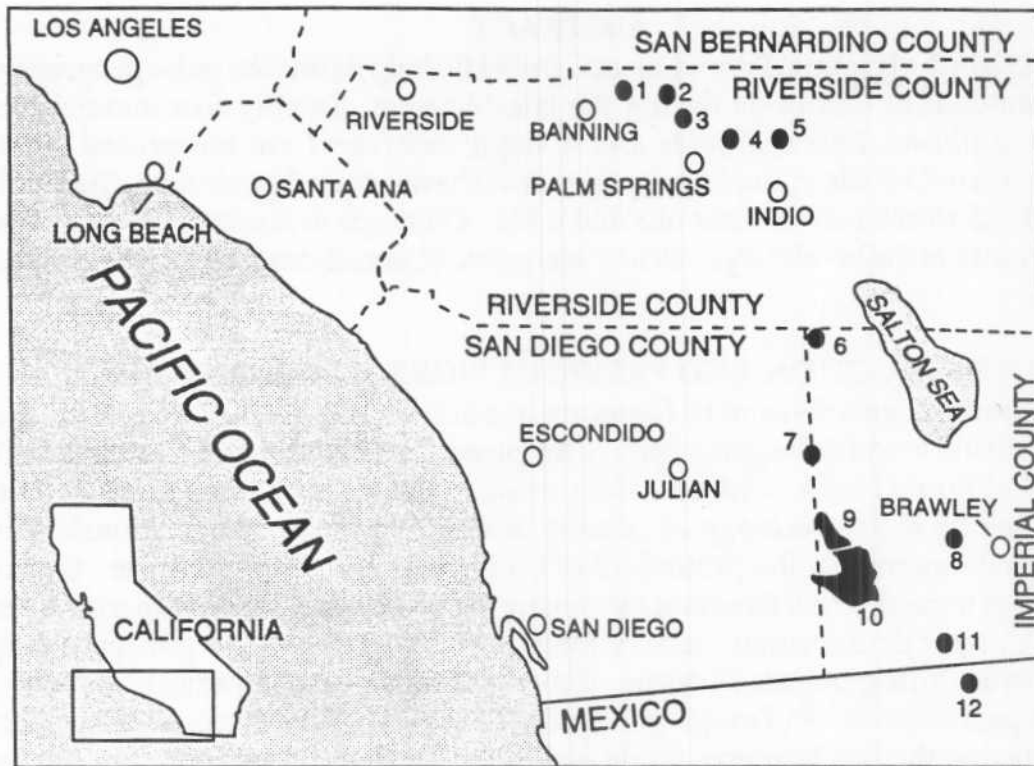 LOS ANGELES
SAN BERNARDINO COUNTY
RIVERSIDE COUNTY
1
2
RIVERSIDE
BANNING
3
4
5
SANTA ANA
PALM SPRINGS
INDIO
LONG BEACH
PACIFIC OCEAN
RIVERSIDE COUNTY
SALTON SEA
SAN DIEGO COUNTY
6
ESCONDIDO
7
JULIAN
BRAWLEY
IMPERIAL COUNTY
9
8
10
CALIFORNIA
SAN DIEGO
11
MEXICO
12